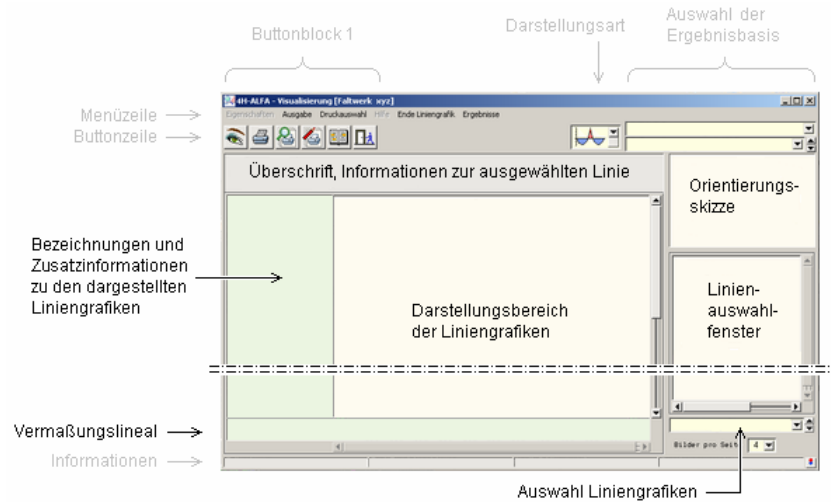 Darstellungsart
Auswahl der
Ergebnisbasis
Buttonblock 1
4H-ALFA - Visualisierung [Faltwerk xyz]
Menüzeile
Eigenschaften Ausgabe Druckauswahl Hilfe Ende Liniengrafik Ergebnisse
Buttonzeile
Überschrift, Informationen zur ausgewählten Linie
Orientierungs-
skizze
Bezeichnungen und
Zusatzinformationen
zu den dargestellten
Liniengrafiken
Darstellungsbereich
der Liniengrafiken
Linien-
auswahl-
fenster
Vermaßungslineal
Bilder pro Seite 4
Informationen
Auswahl Liniengrafiken